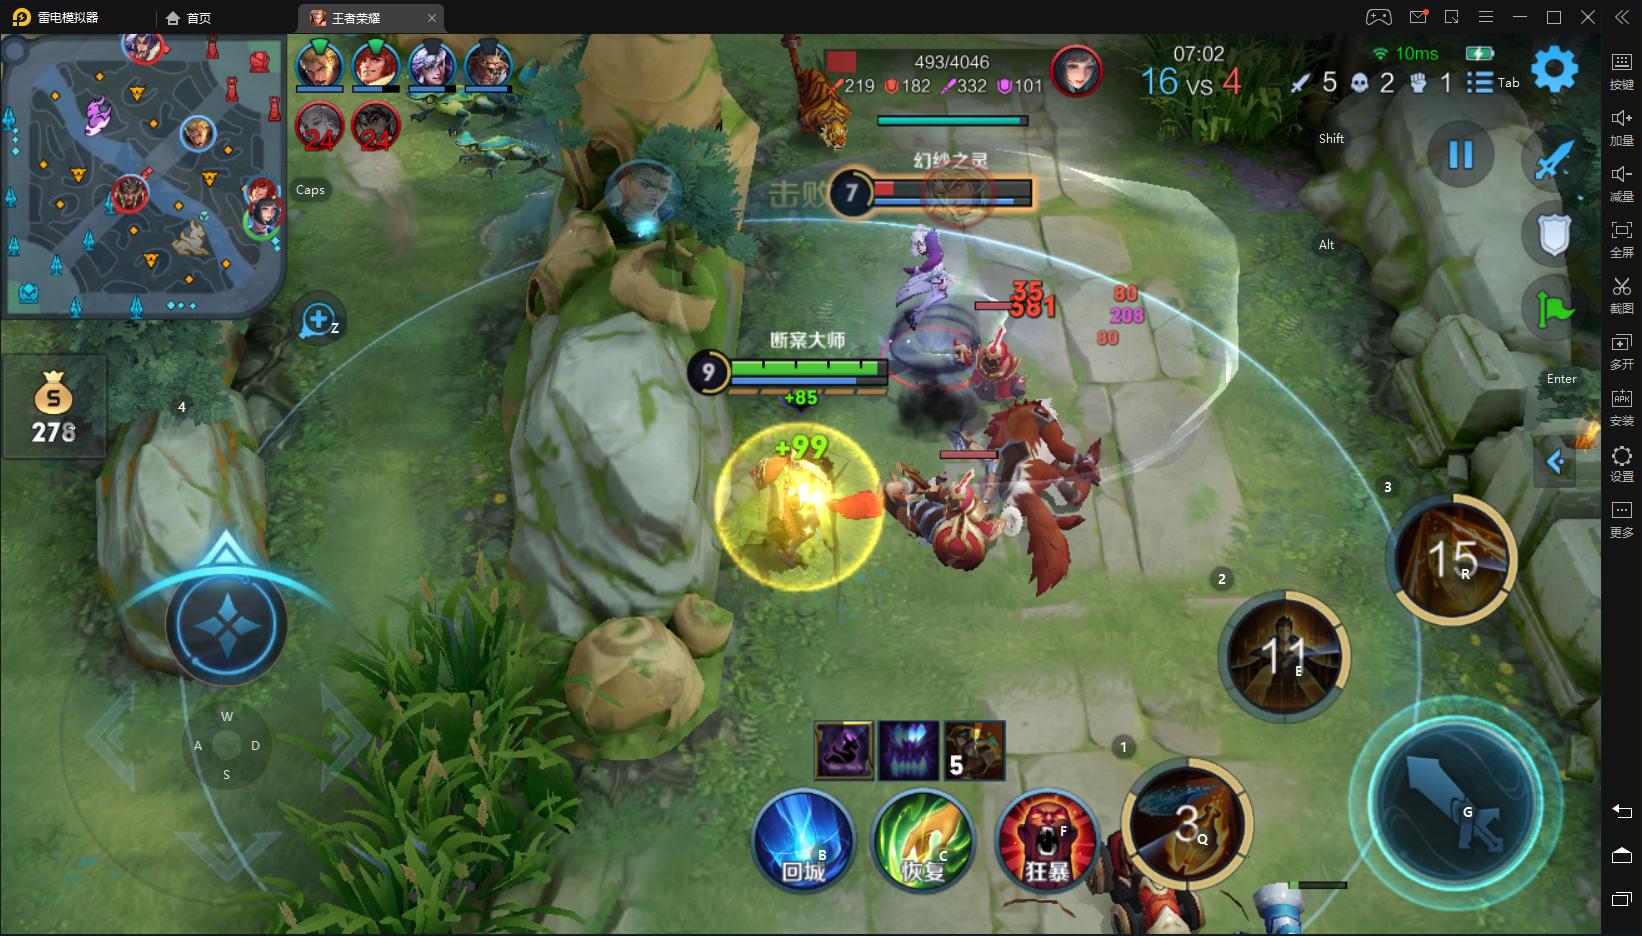 雷电模拟器
首页
王者荣耀
493/4046
219 182 332 101
07:02
16 vs 4
10ms
5 2 1
Tab
24 24
Caps
Shift
Alt
Enter
Z
击败
幻纱之灵
7
35
581
80
208
80
断案大师
9
+85
+99
278
4
3
15
R
2
11
E
1
3
Q
G
W
A D
S
5
B
回城
C
恢复
F
狂暴
按键
加量
减量
全屏
截图
多开
APK
安装
设置
更多